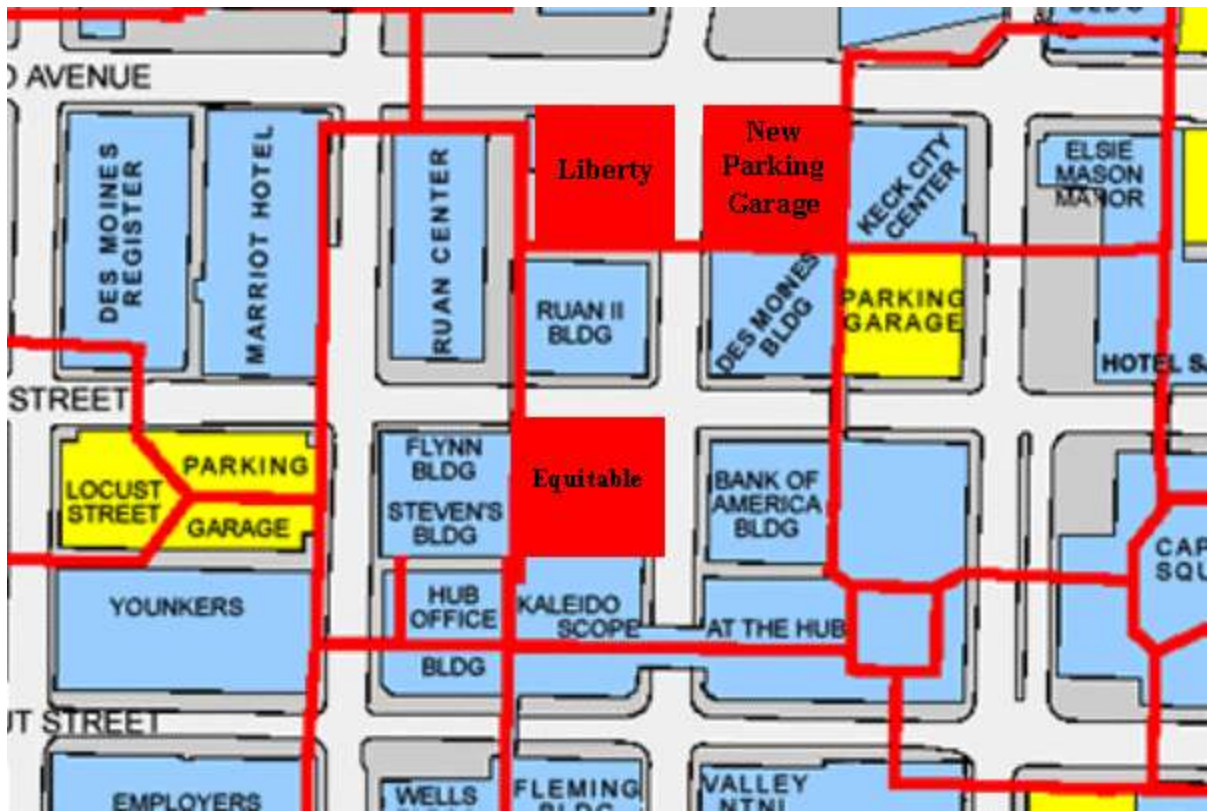 AVENUE
DES MOINES
REGISTER
MARRIOT HOTEL
RUAN CENTER
Liberty
New
Parking
Garage
KECK CITY
CENTER
ELSIE
MASON
MANOR
RUAN II
BLDG
DES MOINES
BLDG
PARKING
GARAGE
HOTEL
STREET
PARKING
LOCUST
STREET
GARAGE
FLYNN
BLDG
STEVEN'S
BLDG
Equitable
BANK OF
AMERICA
BLDG
CAP
SQU
YOUNKERS
HUB
OFFICE
BLDG
KALEIDO
SCOPE
AT THE HUB
UT STREET
EMPLOYERS
WELLS
FLEMING
BLDG
VALLEY
NTNL